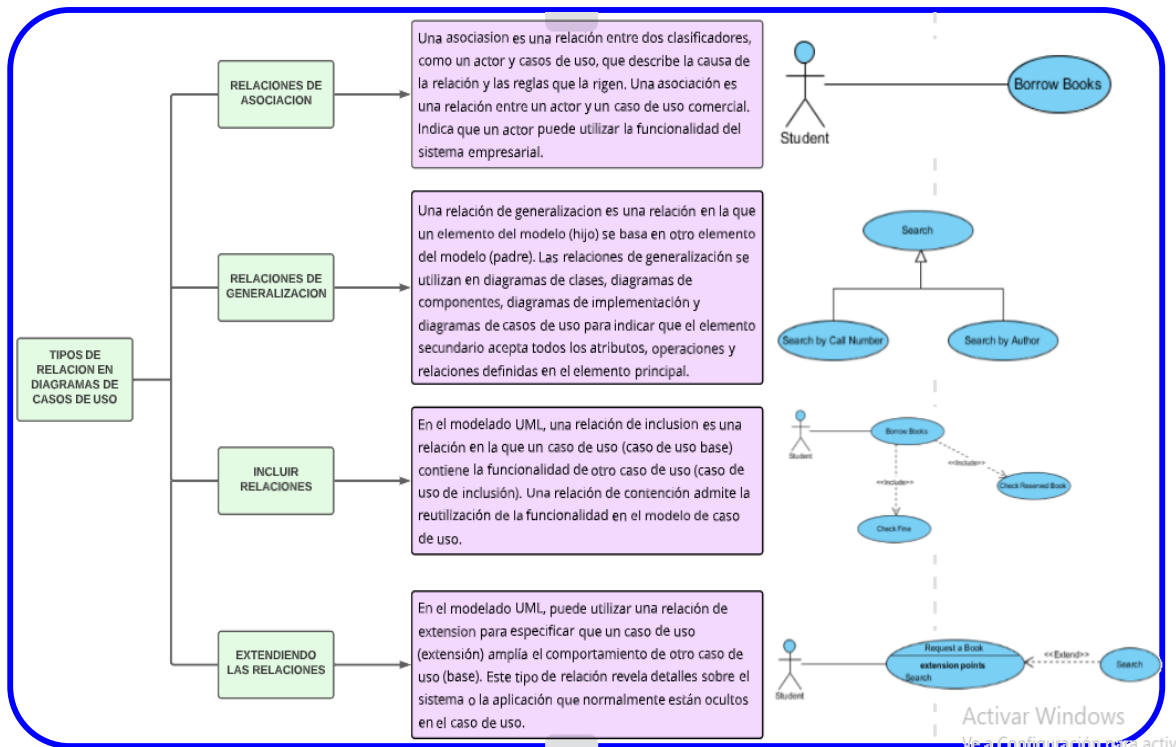 TIPOS DE
RELACION EN
DIAGRAMAS DE
CASOS DE USO
RELACIONES DE
ASOCIACION
Una asociasion es una relación entre dos clasificadores,
como un actor y casos de uso, que describe la causa de
la relación y las reglas que la rigen. Una asociación es
una relación entre un actor y un caso de uso comercial.
Indica que un actor puede utilizar la funcionalidad del
sistema empresarial.
Student
Borrow Books
RELACIONES DE
GENERALIZACION
Una relación de generalizacion es una relación en la que
un elemento del modelo (hijo) se basa en otro elemento
del modelo (padre). Las relaciones de generalización se
utilizan en diagramas de clases, diagramas de
componentes, diagramas de implementación y
diagramas de casos de uso para indicar que el elemento
secundario acepta todos los atributos, operaciones y
relaciones definidas en el elemento principal.
Search
Search by Call Number
Search by Author
INCLUIR
RELACIONES
En el modelado UML, una relación de inclusion es una
relación en la que un caso de uso (caso de uso base)
contiene la funcionalidad de otro caso de uso (caso de
uso de inclusión). Una relación de contención admite la
reutilización de la funcionalidad en el modelo de caso
de uso.
Student
Borrow Books
<<Include>>
<<Include>>
Check Reserved Book
Check Fine
EXTENDIENDO
LAS RELACIONES
En el modelado UML, puede utilizar una relación de
extension para especificar que un caso de uso
(extensión) amplía el comportamiento de otro caso de
uso (base). Este tipo de relación revela detalles sobre el
sistema o la aplicación que normalmente están ocultos
en el caso de uso.
Student
Request a Book
extension points
Search
<<Extend>>
Search
Activar Windows
Ve a Configuración para activ